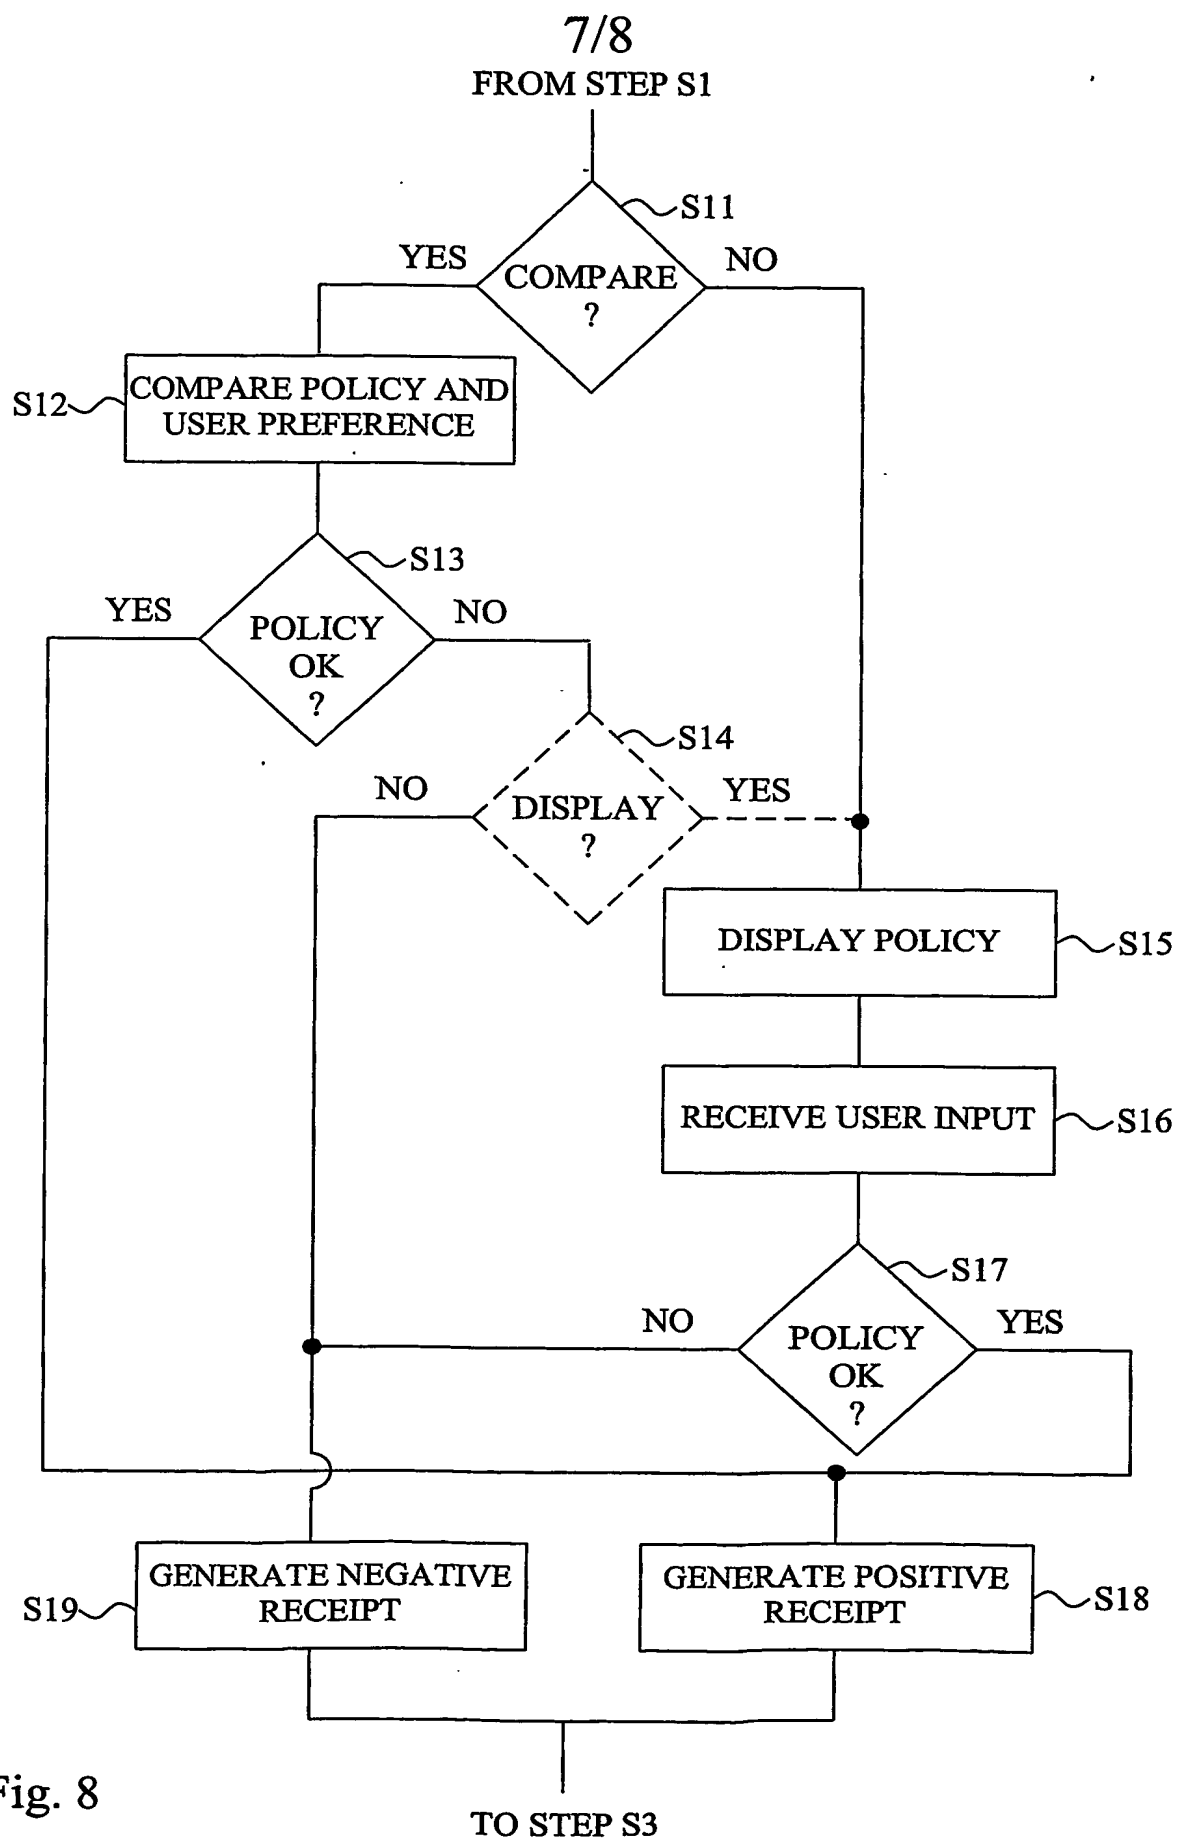 7/8
FROM STEP S1
S11
YES
NO
COMPARE
?
S12
COMPARE POLICY AND
USER PREFERENCE
S13
YES
NO
POLICY
OK
?
S14
NO
YES
DISPLAY
?
DISPLAY POLICY
S15
RECEIVE USER INPUT
S16
S17
NO
YES
POLICY
OK
?
GENERATE NEGATIVE
RECEIPT
S19
GENERATE POSITIVE
RECEIPT
S18
Fig. 8
TO STEP S3